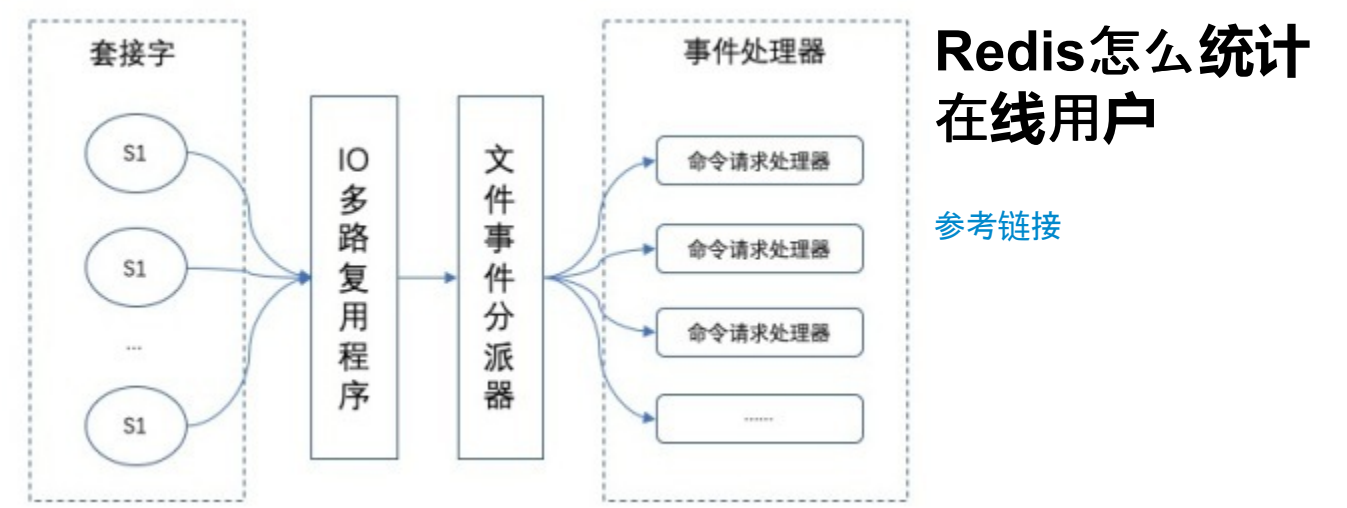 套接字
S1
S1
...
S1
IO
多
路
复
用
程
序
文
件
事
件
分
派
器
事件处理器
命令请求处理器
命令请求处理器
命令请求处理器
......
Redis怎么统计
在线用户
参考链接